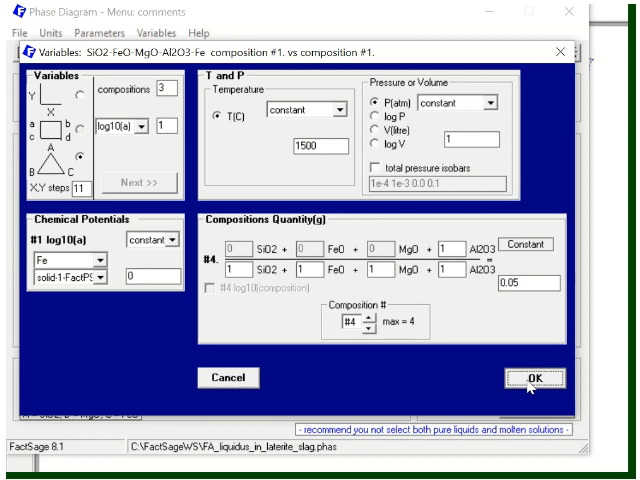 Phase Diagram - Menu: comments
File Units Parameters Variables Help
Variables: SiO2-FeO-MgO-Al2O3-Fe composition #1. vs composition #1.
Variables
Y
X
compositions 3
a b
c d
log10(a) 1
A
B C
X,Y steps 11
Next >>
T and P
Temperature
T(C) constant
1500
Pressure or Volume
P(atm) constant
log P
V(litre)
log V 1
total pressure isobars
1e-4 1e-3 0.0 0.1
Chemical Potentials
#1 log10(a) constant
Fe
solid-1-FactPS 0
Compositions Quantity(g)
0 SiO2 + 0 FeO + 0 MgO + 1 Al2O3 Constant
#4. =
1 SiO2 + 1 FeO + 1 MgO + 1 Al2O3 0.05
#4 log10(composition)
Composition #
#4 max = 4
Cancel
OK
- recommend you not select both pure liquids and molten solutions -
FactSage 8.1 C:\FactSageWS\FA_liquidus_in_laterite_slag.phas